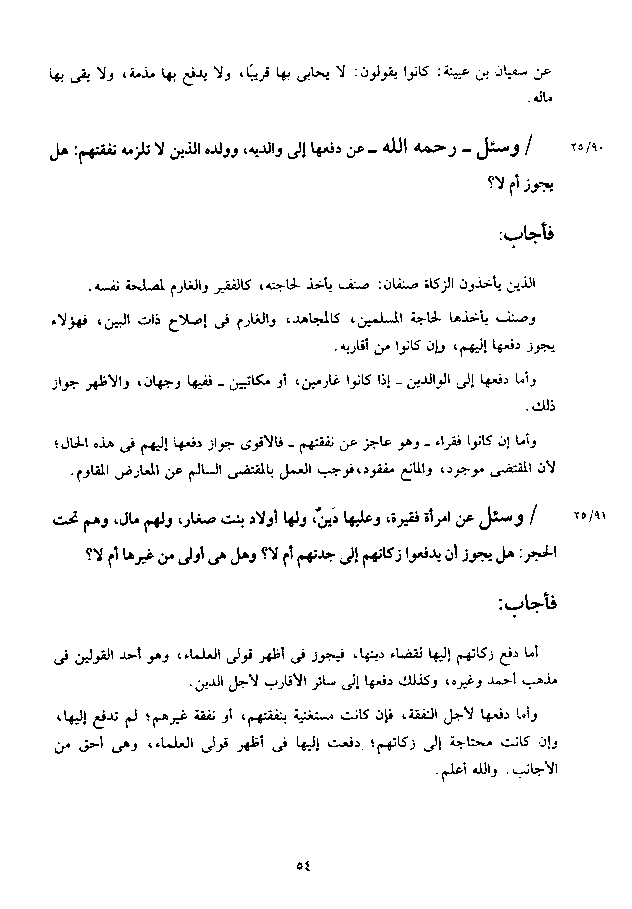 عن سفيان بن عيينة: كانوا يقولون: لا يحابى بها قريبًا، ولا يدفع بها مذمة، ولا يقى بها
ماله.
٢٥/٩٠ / وسئل ـ رحمه الله ـ عن دفعها إلى والديه، وولده الذين لا تلزمه نفقتهم: هل
يجوز أم لا؟
فأجاب:
الذين يأخذون الزكاة صنفان: صنف يأخذ لحاجته، كالفقير والغارم لمصلحة نفسه.
وصنف يأخذها لحاجة المسلمين، كالمجاهد، والغارم فى إصلاح ذات البين، فهؤلاء
يجوز دفعها إليهم، وإن كانوا من أقاربه.
وأما دفعها إلى الوالدين ـ إذا كانوا غارمين، أو مكاتبين ـ ففيها وجهان، والأظهر جواز
ذلك.
وأما إن كانوا فقراء ـ وهو عاجز عن نفقتهم ـ فالأقوى جواز دفعها إليهم فى هذه الحال؛
لأن المقتضى موجود، والمانع مفقود،فوجب العمل بالمقتضى السالم عن المعارض المقاوم.
٢٥/٩١ / وسئل عن امرأة فقيرة، وعليها دَينٌ، ولها أولاد بنت صغار، ولهم مال، وهم تحت
الحجر: هل يجوز أن يدفعوا زكاتهم إلى جدتهم أم لا؟ وهل هى أولى من غيرها أم لا؟
فأجاب:
أما دفع زكاتهم إليها لقضاء دينها، فيجوز فى أظهر قولى العلماء، وهو أحد القولين فى
مذهب أحمد وغيره، وكذلك دفعها إلى سائر الأقارب لأجل الدين.
وأما دفعها لأجل النفقة، فإن كانت مستغنية بنفقتهم، أو نفقة غيرهم؛ لم تدفع إليها،
وإن كانت محتاجة إلى زكاتهم؛ دفعت إليها فى أظهر قولى العلماء، وهى أحق من
الأجانب. والله أعلم.
٥٤